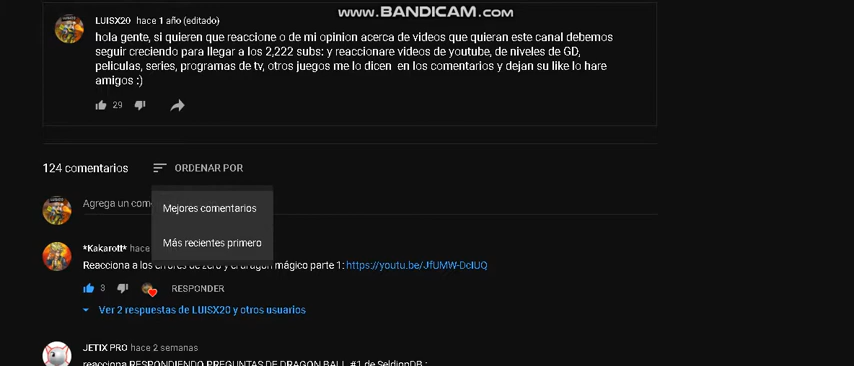 www.BANDICAM.com
LUISX20 hace 1 año (editado)
hola gente, si quieren que reaccione o de mi opinion acerca de videos que quieran este canal debemos
seguir creciendo para llegar a los 2,222 subs: y reaccionare videos de youtube, de niveles de GD,
peliculas, series, programas de tv, otros juegos me lo dicen en los comentarios y dejan su like lo hare
amigos :)
29
124 comentarios ORDENAR POR
Agrega un com
Mejores comentarios
Más recientes primero
*Kakarott* hace
Reacciona a los errores de zero y el dragon mágico parte 1: https://youtu.be/JfUMW-DcIUQ
3 RESPONDER
Ver 2 respuestas de LUISX20 y otros usuarios
JETIX PRO hace 2 semanas
reacciona RESPONDIENDO PREGUNTAS DE DRAGON BALL #1 de SeldionDB :